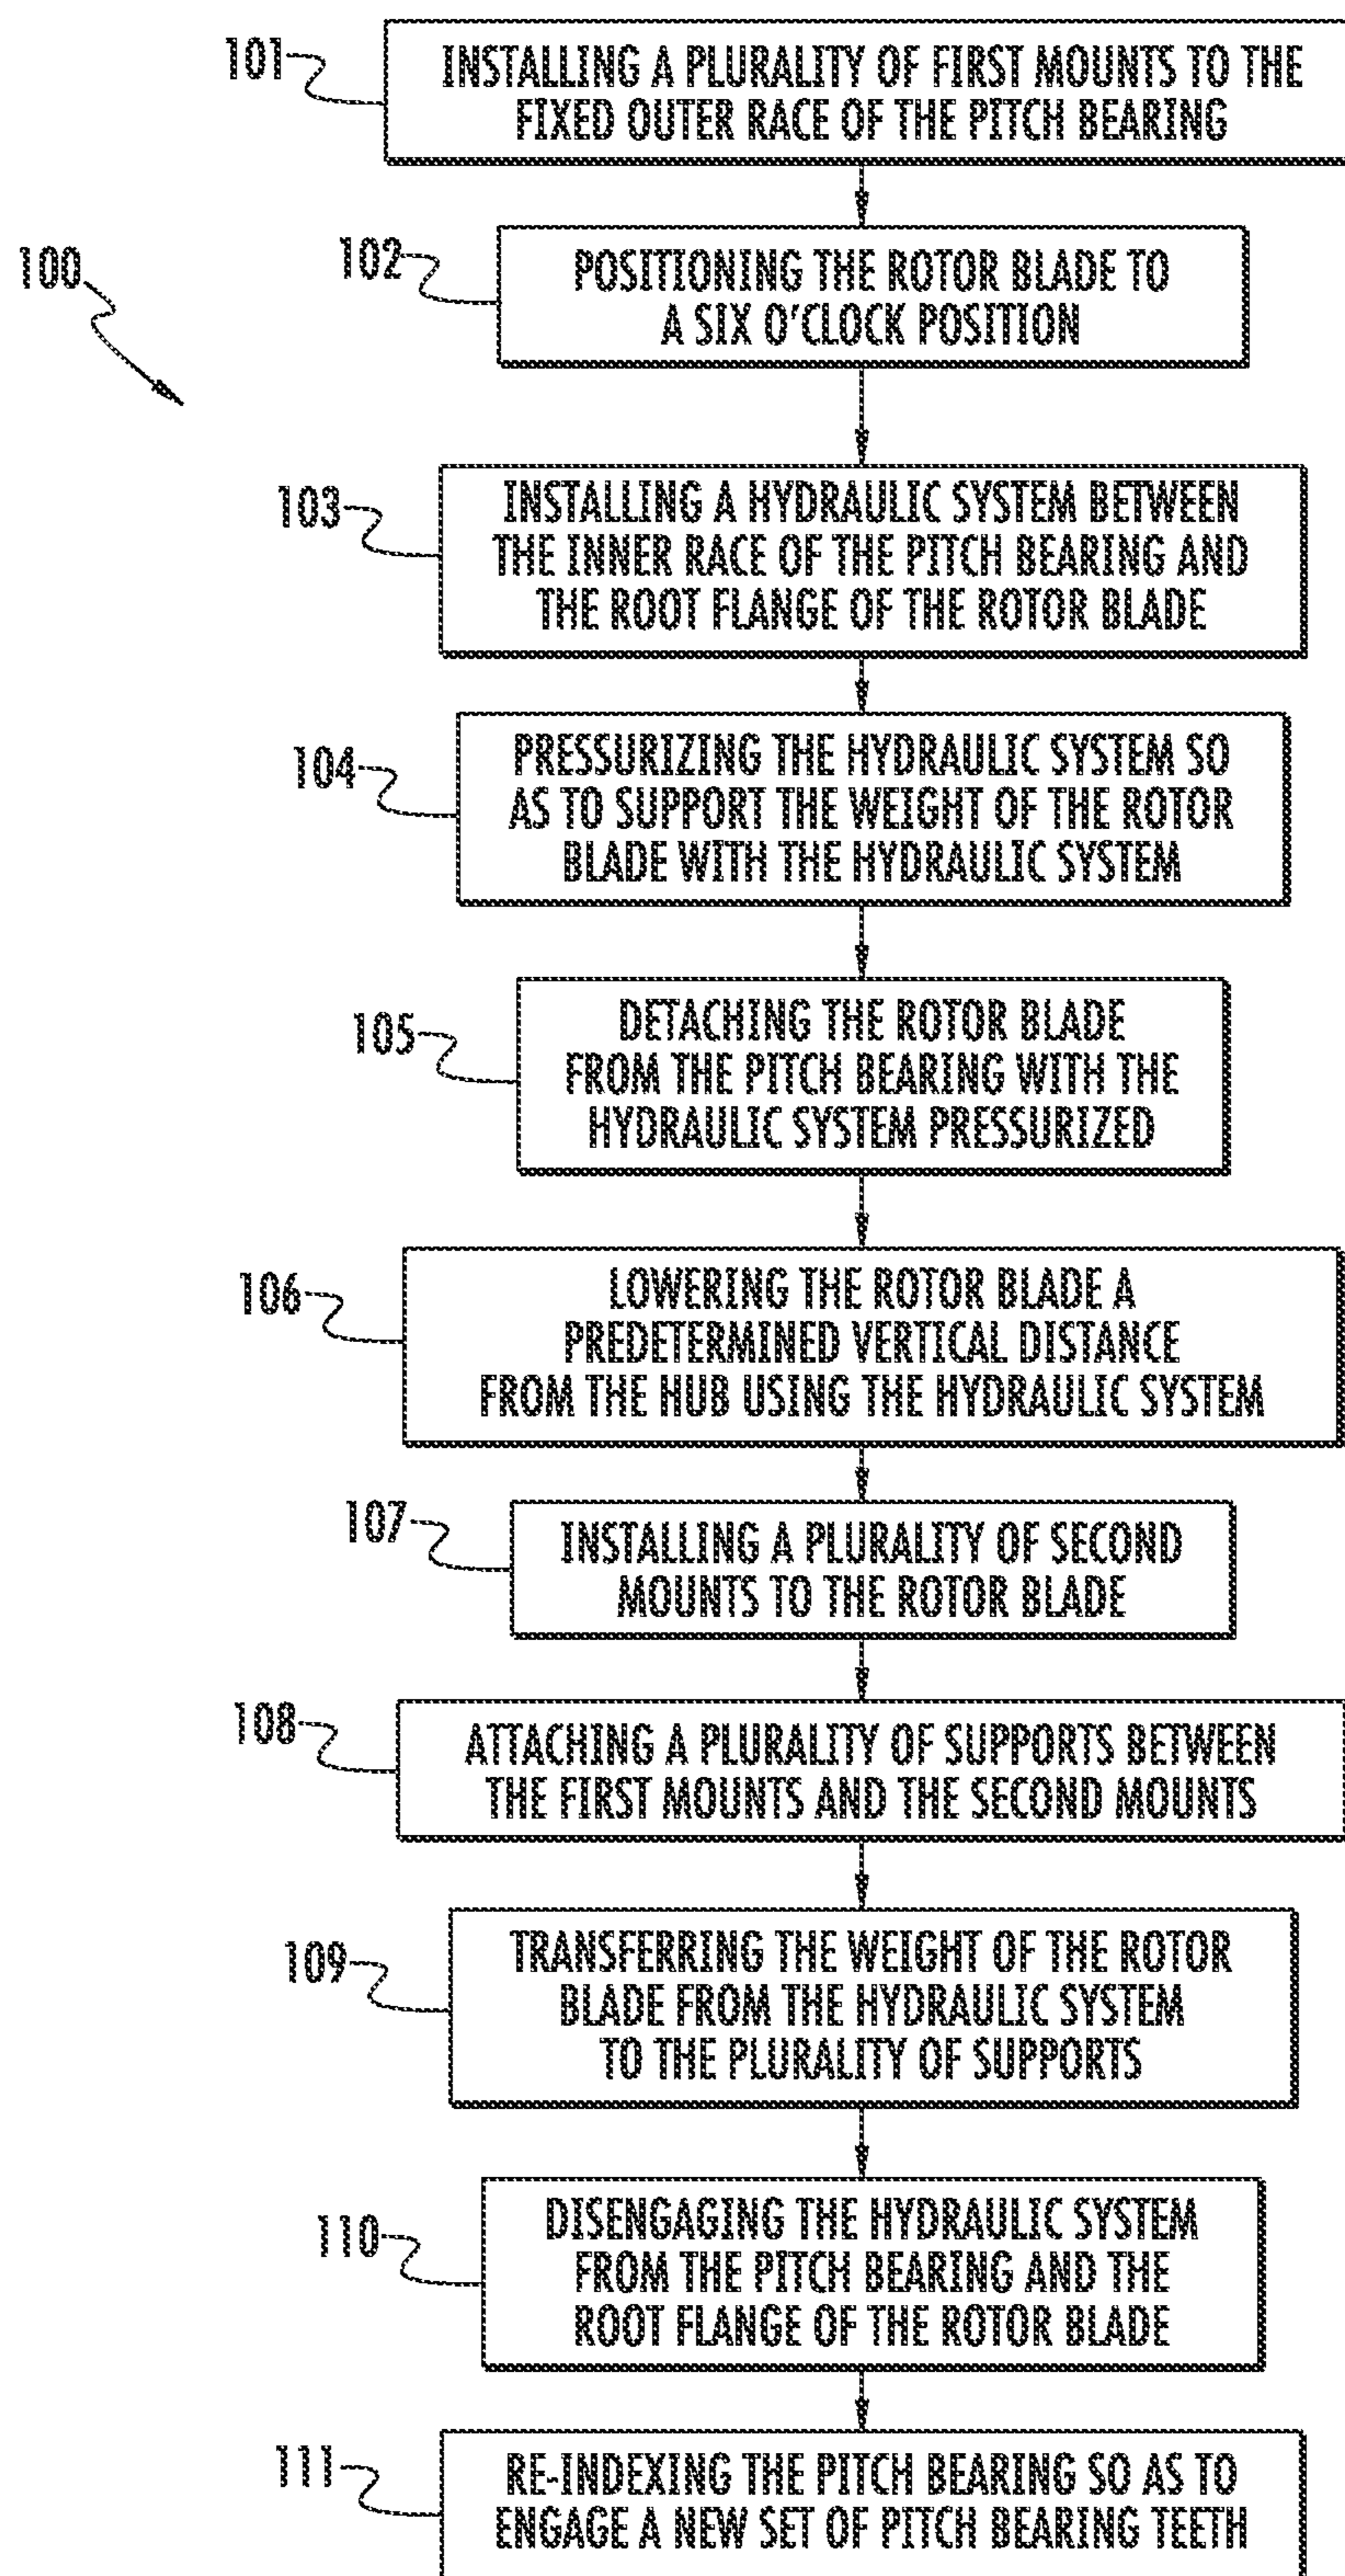 101
INSTALLING A PLURALITY OF FIRST MOUNTS TO THE
FIXED OUTER RACE OF THE PITCH BEARING
100
102
POSITIONING THE ROTOR BLADE TO
A SIX O'CLOCK POSITION
103
INSTALLING A HYDRAULIC SYSTEM BETWEEN
THE INNER RACE OF THE PITCH BEARING AND
THE ROOT FLANGE OF THE ROTOR BLADE
104
PRESSURIZING THE HYDRAULIC SYSTEM SO
AS TO SUPPORT THE WEIGHT OF THE ROTOR
BLADE WITH THE HYDRAULIC SYSTEM
105
DETACHING THE ROTOR BLADE
FROM THE PITCH BEARING WITH THE
HYDRAULIC SYSTEM PRESSURIZED
106
LOWERING THE ROTOR BLADE A
PREDETERMINED VERTICAL DISTANCE
FROM THE HUB USING THE HYDRAULIC SYSTEM
107
INSTALLING A PLURALITY OF SECOND
MOUNTS TO THE ROTOR BLADE
108
ATTACHING A PLURALITY OF SUPPORTS BETWEEN
THE FIRST MOUNTS AND THE SECOND MOUNTS
109
TRANSFERRING THE WEIGHT OF THE ROTOR
BLADE FROM THE HYDRAULIC SYSTEM
TO THE PLURALITY OF SUPPORTS
110
DISENGAGING THE HYDRAULIC SYSTEM
FROM THE PITCH BEARING AND THE
ROOT FLANGE OF THE ROTOR BLADE
111
RE-INDEXING THE PITCH BEARING SO AS TO
ENGAGE A NEW SET OF PITCH BEARING TEETH